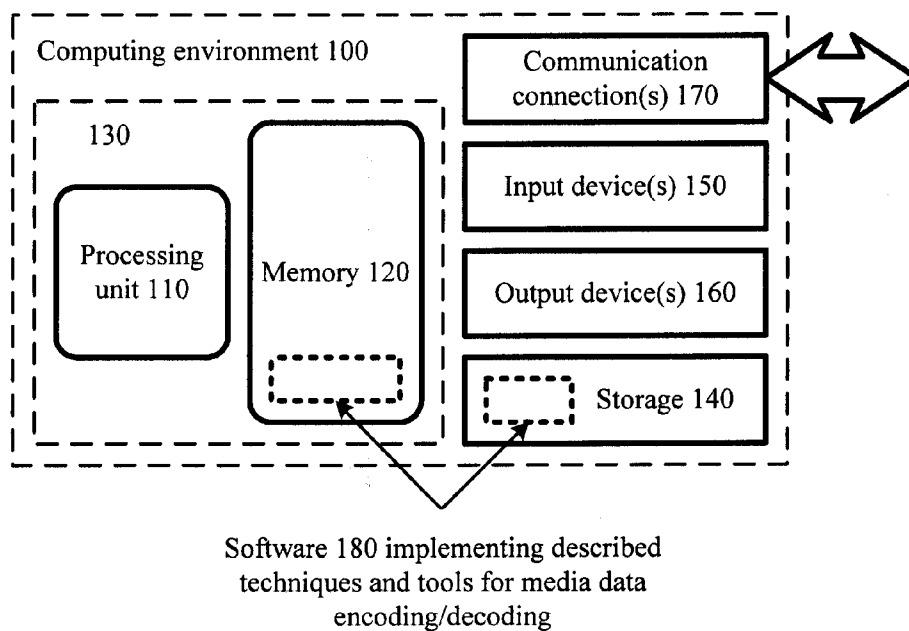 Computing environment 100
Communication
connection(s) 170
130
Input device(s) 150
Processing
unit 110
Memory 120
Output device(s) 160
Storage 140
Software 180 implementing described
techniques and tools for media data
encoding/decoding